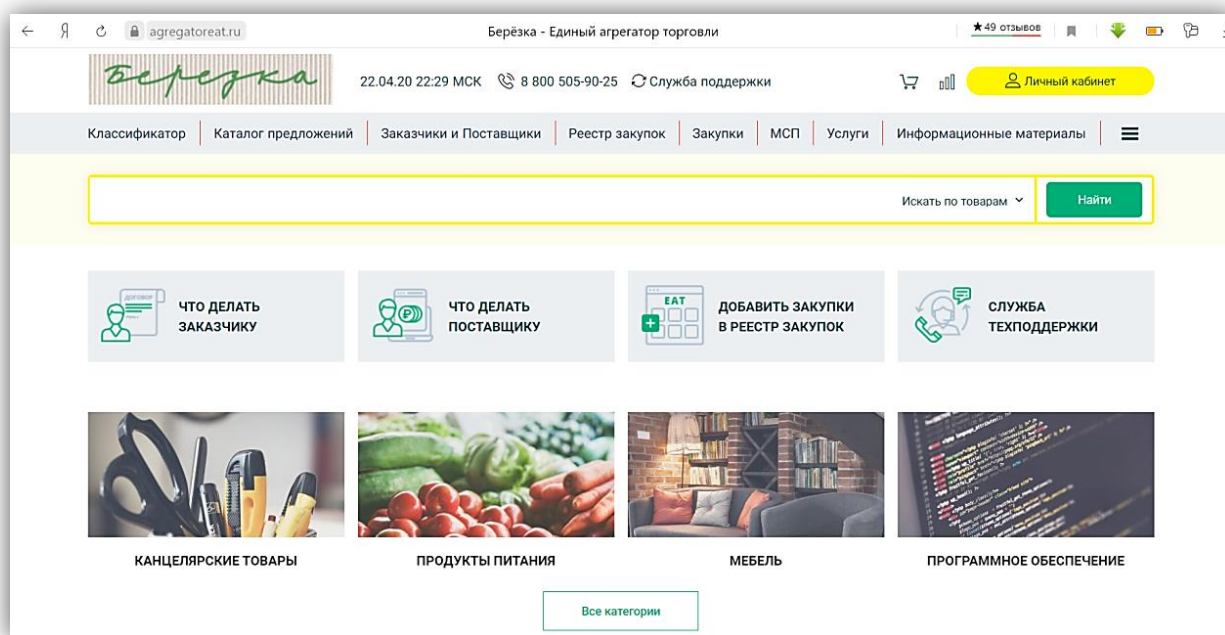 Я
agregatoreat.ru
Берёзка - Единый агрегатор торговли
★49 отзывов
Березка
22.04.20 22:29 МСК
8 800 505-90-25
Служба поддержки
Личный кабинет
Классификатор
Каталог предложений
Заказчики и Поставщики
Реестр закупок
Закупки
МСП
Услуги
Информационные материалы
Искать по товарам
Найти
ДОГОВОР
ЧТО ДЕЛАТЬ
ЗАКАЗЧИКУ
ЧТО ДЕЛАТЬ
ПОСТАВЩИКУ
ЕАТ
ДОБАВИТЬ ЗАКУПКИ
В РЕЕСТР ЗАКУПОК
СЛУЖБА
ТЕХПОДДЕРЖКИ
КАНЦЕЛЯРСКИЕ ТОВАРЫ
ПРОДУКТЫ ПИТАНИЯ
МЕБЕЛЬ
ПРОГРАММНОЕ ОБЕСПЕЧЕНИЕ
Все категории